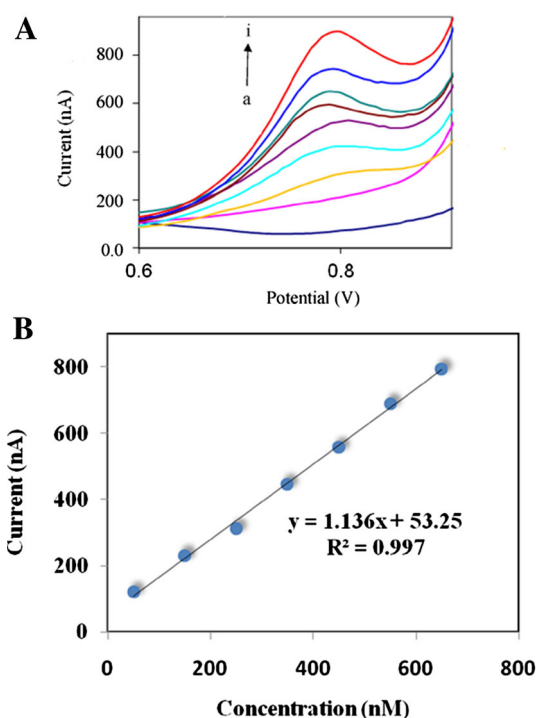 A
i
a
800
600
400
200
0.0
Current (nA)
0.6
0.8
Potential (V)
B
800
600
400
200
0
Current (nA)
y = 1.136x + 53.25
R² = 0.997
0
200
400
600
800
Concentration (nM)